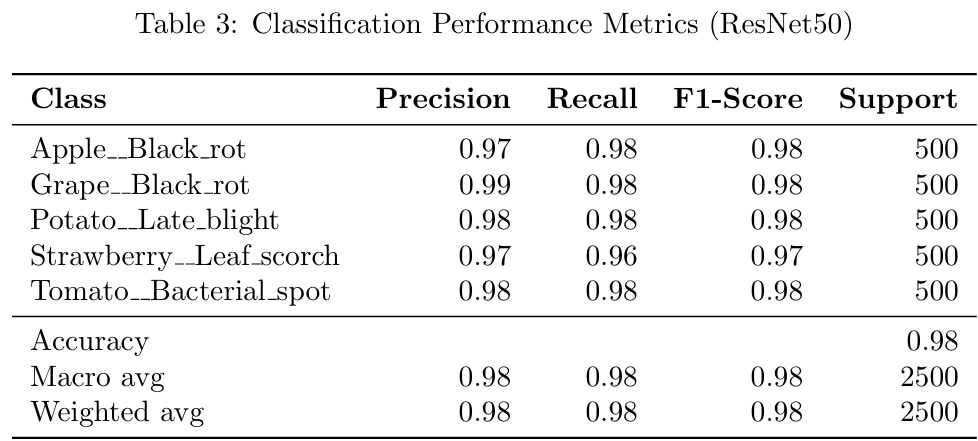 Table 3: Classification Performance Metrics (ResNet50)
Class Precision Recall F1-Score Support
Apple__Black_rot 0.97 0.98 0.98 500
Grape__Black_rot 0.99 0.98 0.98 500
Potato__Late_blight 0.98 0.98 0.98 500
Strawberry__Leaf_scorch 0.97 0.96 0.97 500
Tomato__Bacterial_spot 0.98 0.98 0.98 500
Accuracy 0.98
Macro avg 0.98 0.98 0.98 2500
Weighted avg 0.98 0.98 0.98 2500